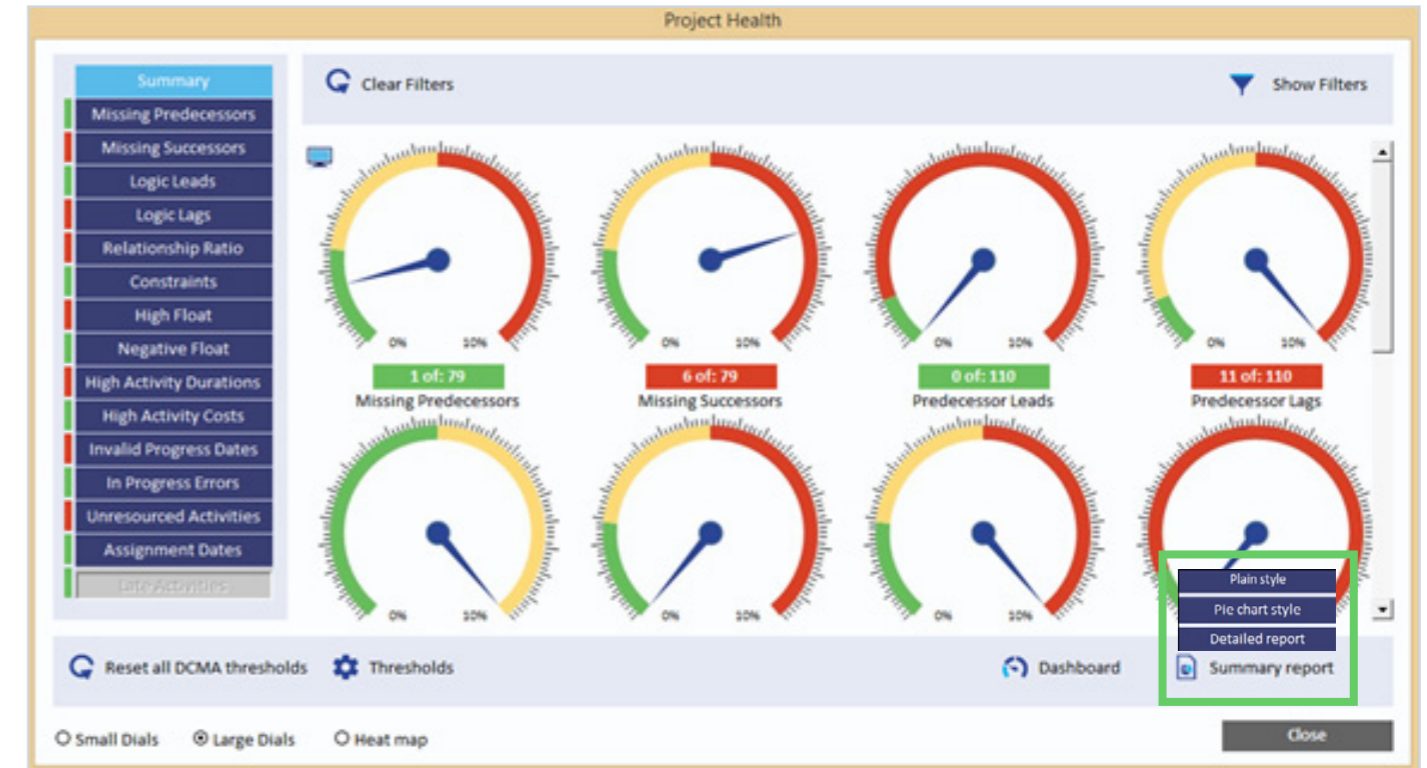 Project Health
Summary
Missing Predecessors
Missing Successors
Logic Leads
Logic Lags
Relationship Ratio
Constraints
High Float
Negative Float
High Activity Durations
High Activity Costs
Invalid Progress Dates
In Progress Errors
Unresourced Activities
Assignment Dates
Late Activities
Clear Filters
Show Filters
0% 10%
0% 10%
0% 10%
0% 10%
1 of: 79
6 of: 79
0 of: 110
11 of: 110
Missing Predecessors
Missing Successors
Predecessor Leads
Predecessor Lags
0% 10%
0% 10%
0% 10%
Plain style
Pie chart style
Detailed report
Reset all DCMA thresholds
Thresholds
Dashboard
Summary report
Small Dials
Large Dials
Heat map
Close